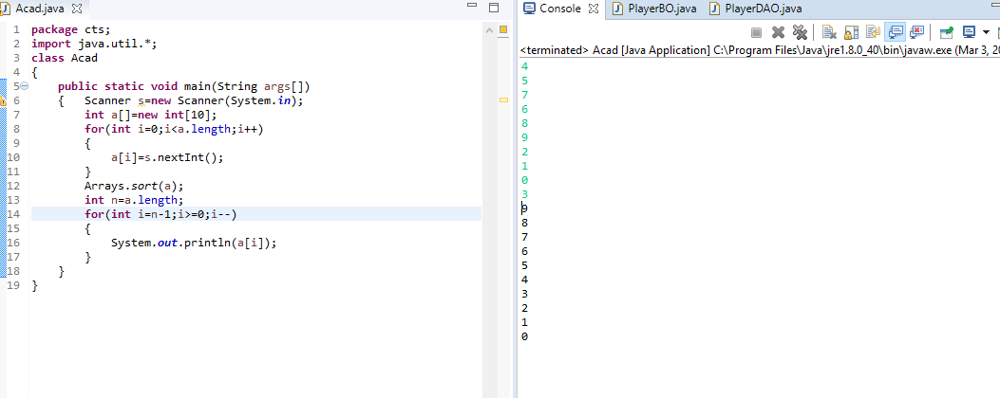 Acad.java
1 package cts;
2 import java.util.*;
3 class Acad
4 {
5 public static void main(String args[])
6 { Scanner s=new Scanner(System.in);
7 int a[]=new int[10];
8 for(int i=0;i<a.length;i++)
9 {
10 a[i]=s.nextInt();
11 }
12 Arrays.sort(a);
13 int n=a.length;
14 for(int i=n-1;i>=0;i--)
15 {
16 System.out.println(a[i]);
17 }
18 }
19 }
Console PlayerBO.java PlayerDAO.java
<terminated> Acad [Java Application] C:\Program Files\Java\jre1.8.0_40\bin\javaw.exe (Mar 3, 20
4
5
7
6
8
9
2
1
0
3
9
8
7
6
5
4
3
2
1
0